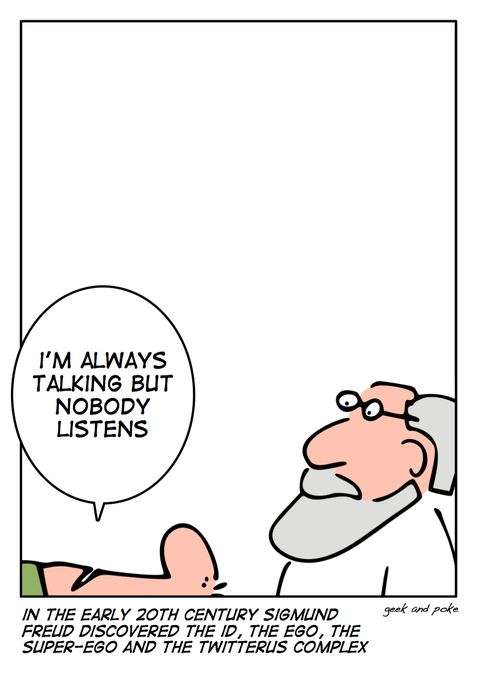 I'M ALWAYS
TALKING BUT
NOBODY
LISTENS
geek and poke
IN THE EARLY 20TH CENTURY SIGMUND
FREUD DISCOVERED THE ID, THE EGO, THE
SUPER-EGO AND THE TWITTERUS COMPLEX